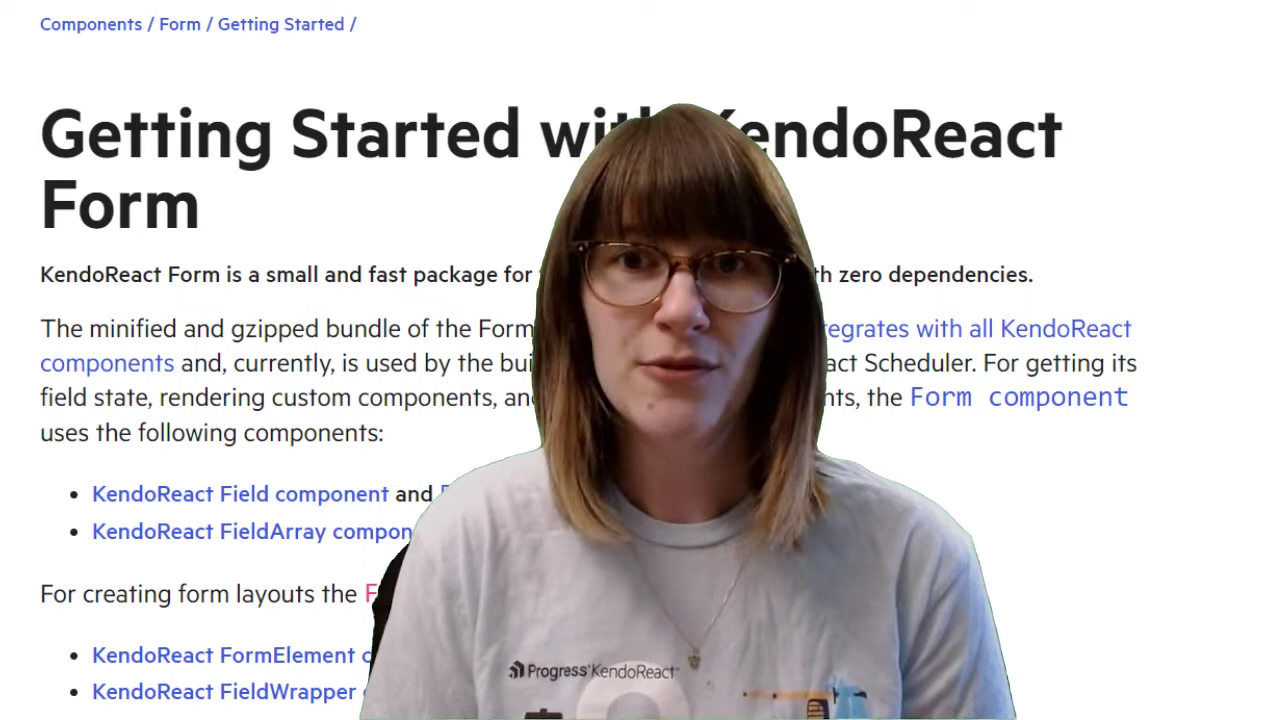 Components / Form / Getting Started /
Getting Started with KendoReact
Form
KendoReact Form is a small and fast package for th zero dependencies.
The minified and gzipped bundle of the Form tegrates with all KendoReact
components and, currently, is used by the bui act Scheduler. For getting its
field state, rendering custom components, an nts, the Form component
uses the following components:
• KendoReact Field component and
• KendoReact FieldArray compon
For creating form layouts the F
• KendoReact FormElement c
• KendoReact FieldWrapper
Progress KendoReact